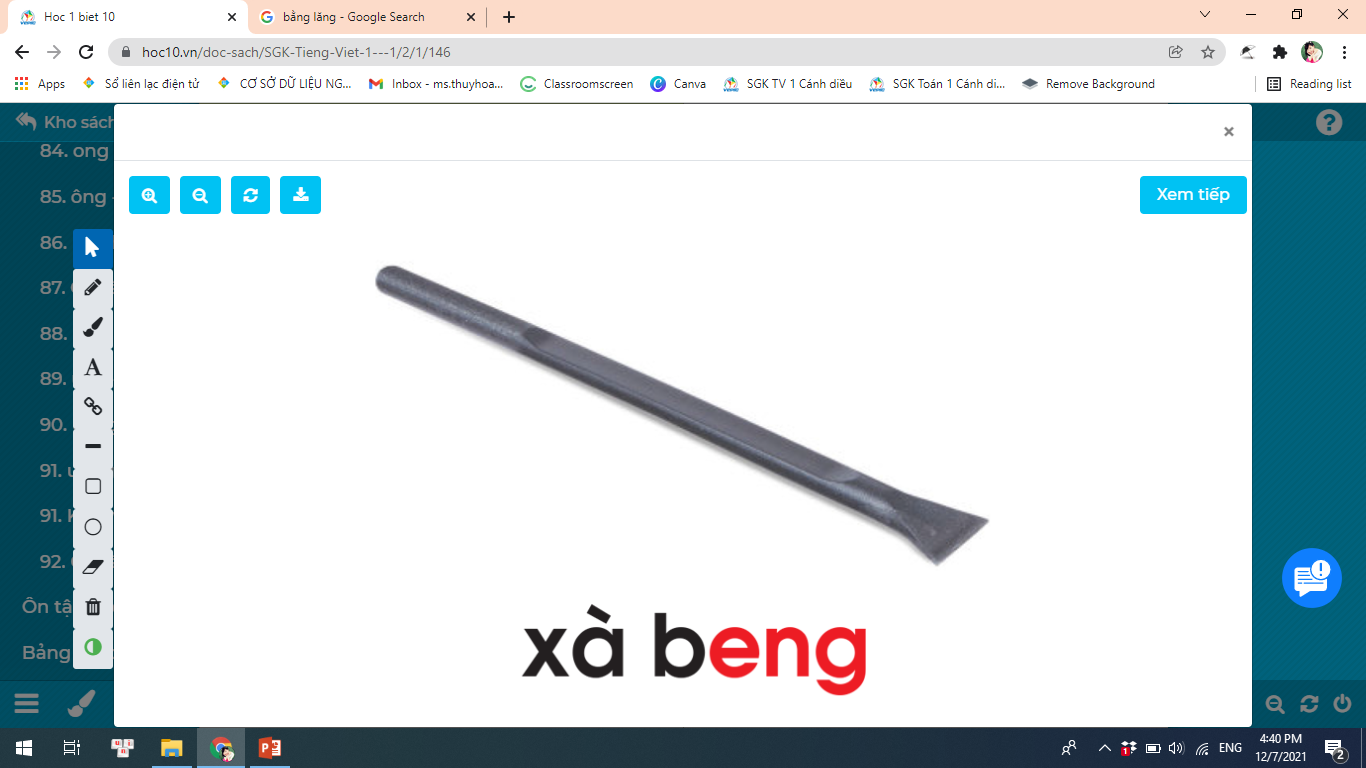 Hoc 1 biet 10
bằng lăng - Google Search
hoc10.vn/doc-sach/SGK-Tieng-Viet-1---1/2/1/146
Apps
Sổ liên lạc điện tử
CƠ SỞ DỮ LIỆU NG...
Inbox - ms.thuyhoa...
Classroomscreen
Canva
SGK TV 1 Cánh diều
SGK Toán 1 Cánh di...
Remove Background
Reading list
Kho sách
84. ong
85. ông
86.
87.
88.
89.
90.
91.
91. K
92.
Ôn tậ
Bảng
Xem tiếp
A
xà beng
ENG
4:40 PM
12/7/2021
1
2